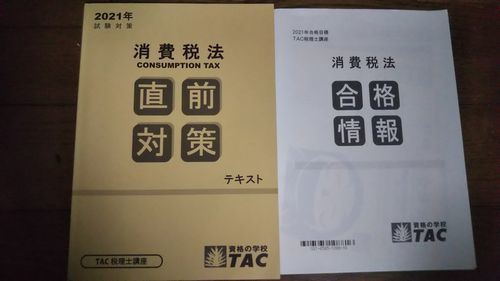 2021年
試験対策
消費税法
CONSUMPTION TAX
直前
対策
テキスト
資格の学校
TAC
TAC税理士講座
2021年合格目標
TAC税理士講座
消費税法
合格
情報
資格の学校
TAC